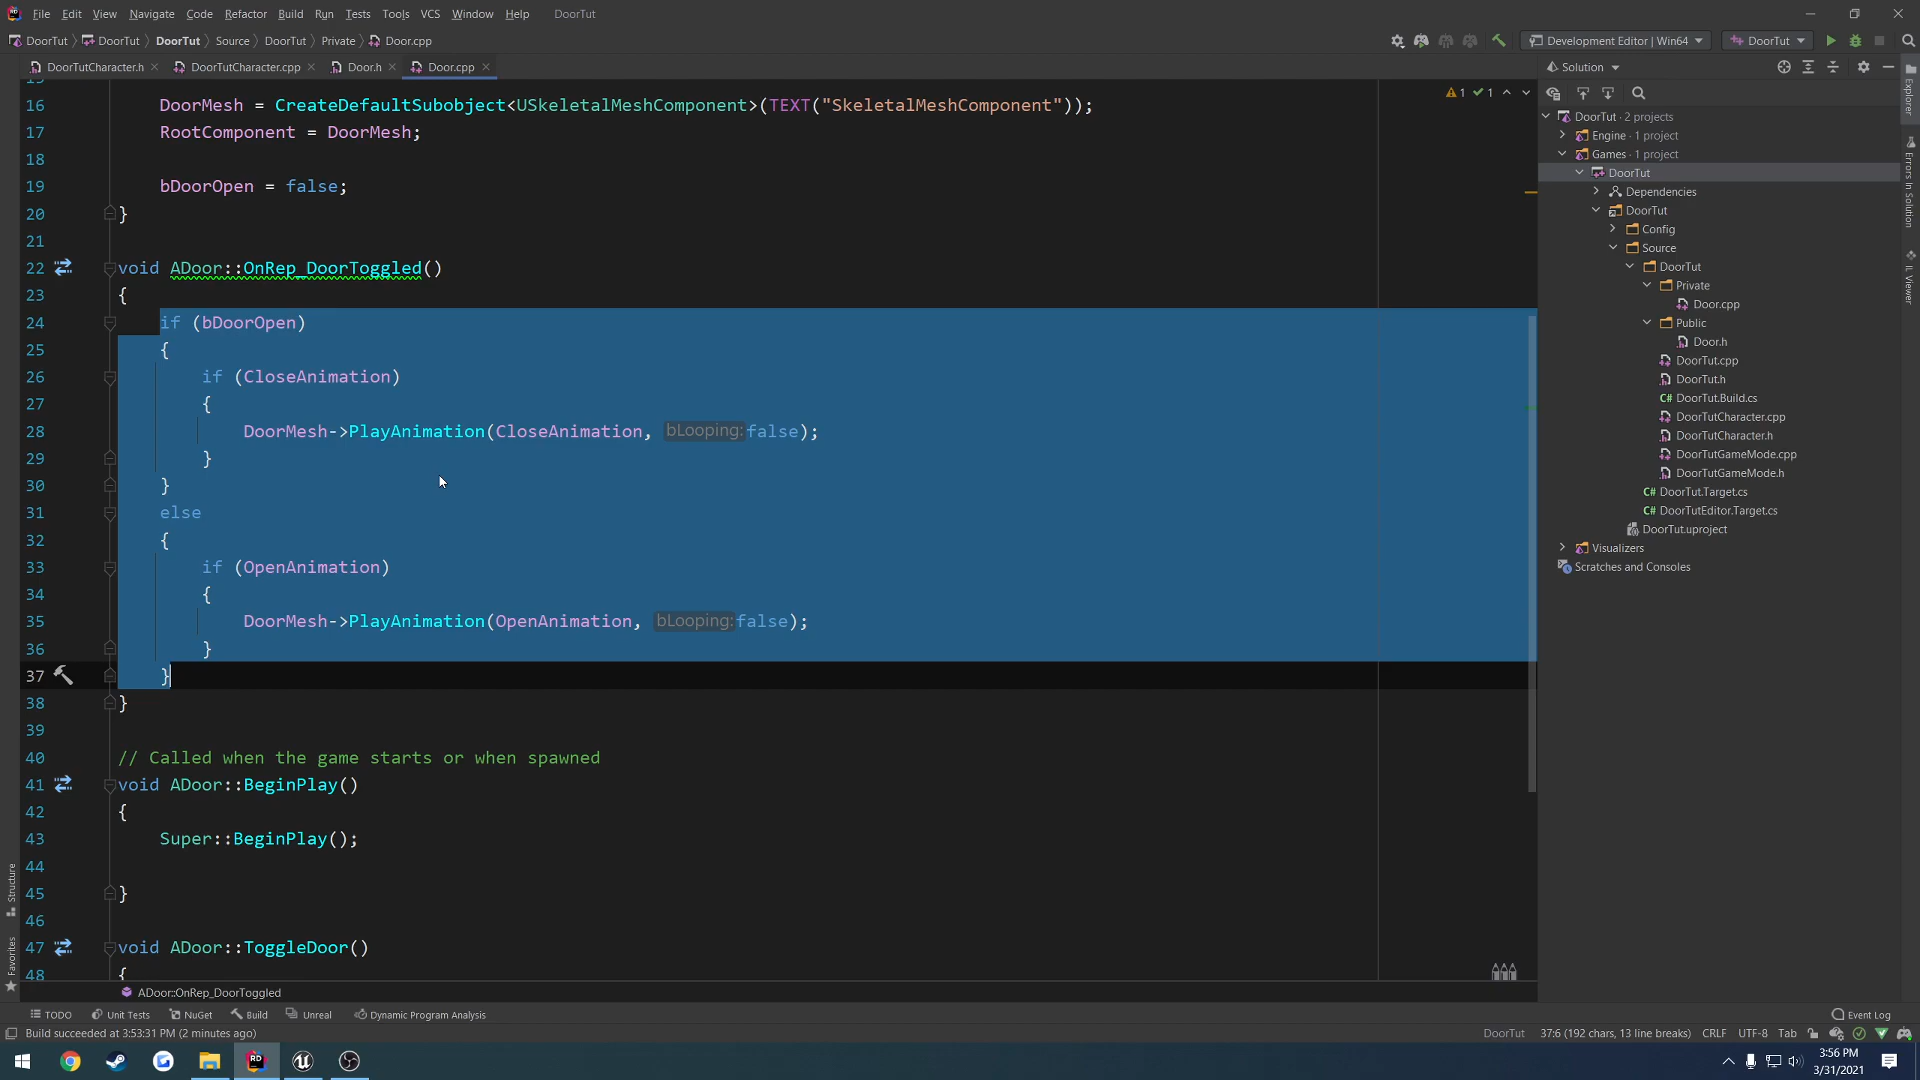 File Edit View Navigate Code Refactor Build Run Tests Tools VCS Window Help DoorTut
DoorTut DoorTut DoorTut Source DoorTut Private Door.cpp
Development Editor | Win64 DoorTut
DoorTutCharacter.h DoorTutCharacter.cpp Door.h Door.cpp
1 1
16 DoorMesh = CreateDefaultSubobject<USkeletalMeshComponent>(TEXT("SkeletalMeshComponent"));
17 RootComponent = DoorMesh;
18
19 bDoorOpen = false;
20 }
21
22 void ADoor::OnRep_DoorToggled()
23 {
24 if (bDoorOpen)
25 {
26 if (CloseAnimation)
27 {
28 DoorMesh->PlayAnimation(CloseAnimation, bLooping: false);
29 }
30 }
31 else
32 {
33 if (OpenAnimation)
34 {
35 DoorMesh->PlayAnimation(OpenAnimation, bLooping: false);
36 }
37 }
38 }
39
40 // Called when the game starts or when spawned
41 void ADoor::BeginPlay()
42 {
43 Super::BeginPlay();
44
45 }
46
47 void ADoor::ToggleDoor()
48 {
ADoor::OnRep_DoorToggled
Solution
DoorTut · 2 projects
Engine · 1 project
Games · 1 project
DoorTut
Dependencies
DoorTut
Config
Source
DoorTut
Private
Door.cpp
Public
Door.h
DoorTut.cpp
DoorTut.h
C# DoorTut.Build.cs
DoorTutCharacter.cpp
DoorTutCharacter.h
DoorTutGameMode.cpp
DoorTutGameMode.h
C# DoorTut.Target.cs
C# DoorTutEditor.Target.cs
DoorTut.uproject
Visualizers
Scratches and Consoles
Explorer
Errors In Solution
IL Viewer
Structure
Favorites
TODO Unit Tests NuGet Build Unreal Dynamic Program Analysis Event Log
Build succeeded at 3:53:31 PM (2 minutes ago) DoorTut 37:6 (192 chars, 13 line breaks) CRLF UTF-8 Tab
3:56 PM
3/31/2021